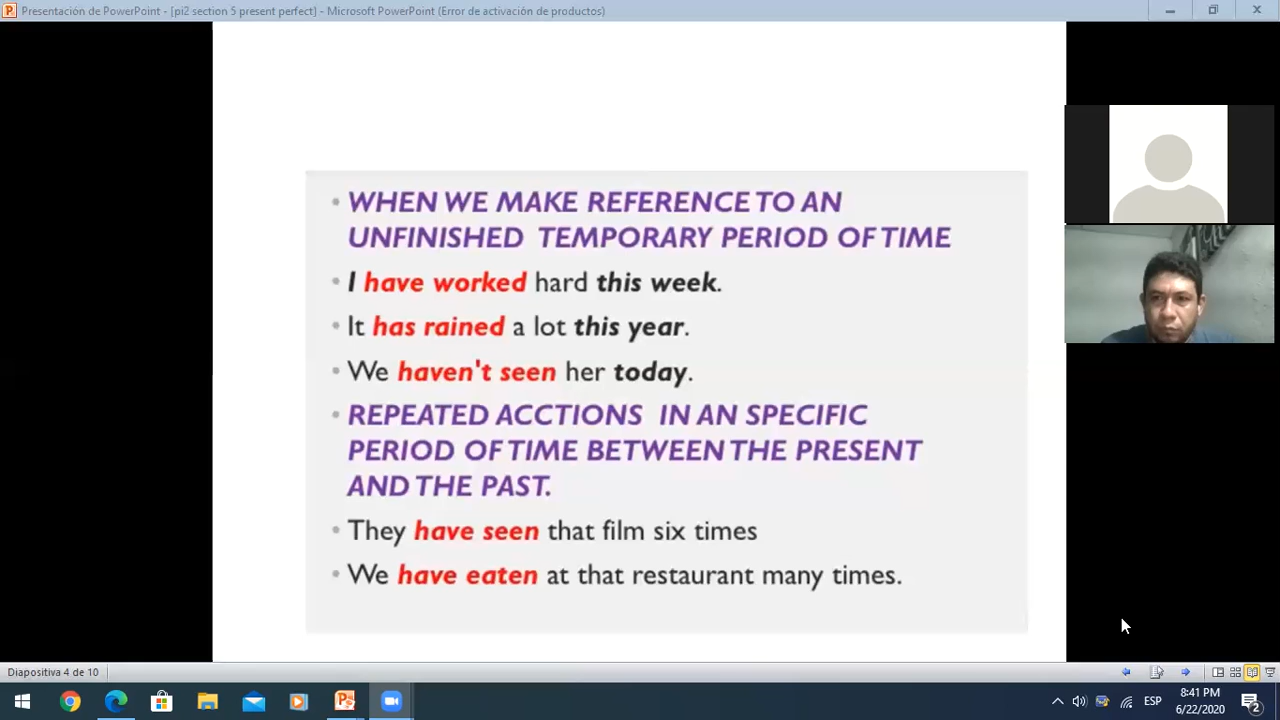 Presentación de PowerPoint - [pi2 section 5 present perfect] - Microsoft PowerPoint (Error de activación de productos)
• WHEN WE MAKE REFERENCE TO AN
UNFINISHED TEMPORARY PERIOD OF TIME
• I have worked hard this week.
• It has rained a lot this year.
• We haven't seen her today.
• REPEATED ACCTIONS IN AN SPECIFIC
PERIOD OF TIME BETWEEN THE PRESENT
AND THE PAST.
• They have seen that film six times
• We have eaten at that restaurant many times.
Diapositiva 4 de 10
ESP
8:41 PM
6/22/2020
2